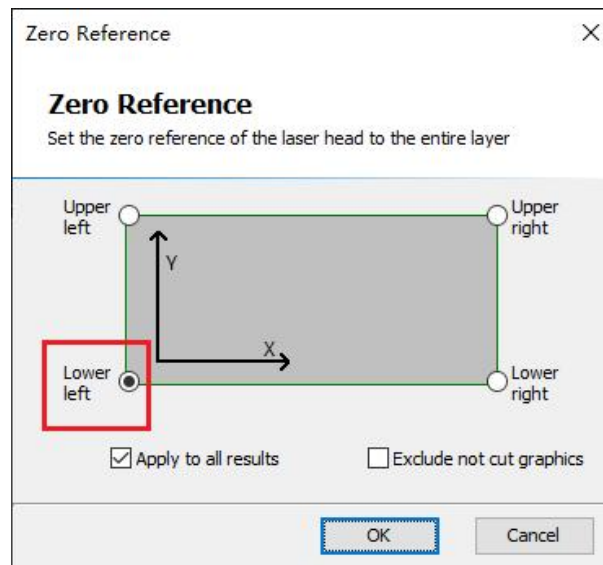 Zero Reference
Zero Reference
Set the zero reference of the laser head to the entire layer
Upper
left
Upper
right
Y
X
Lower
left
Lower
right
Apply to all results
Exclude not cut graphics
OK
Cancel